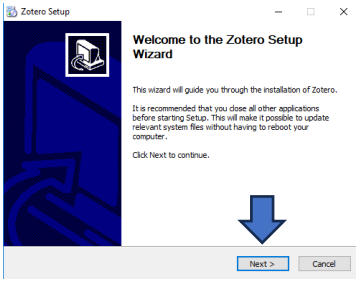 Zotero Setup
Welcome to the Zotero Setup
Wizard
This wizard will guide you through the installation of Zotero.
It is recommended that you close all other applications
before starting Setup. This will make it possible to update
relevant system files without having to reboot your
computer.
Click Next to continue.
Next >
Cancel